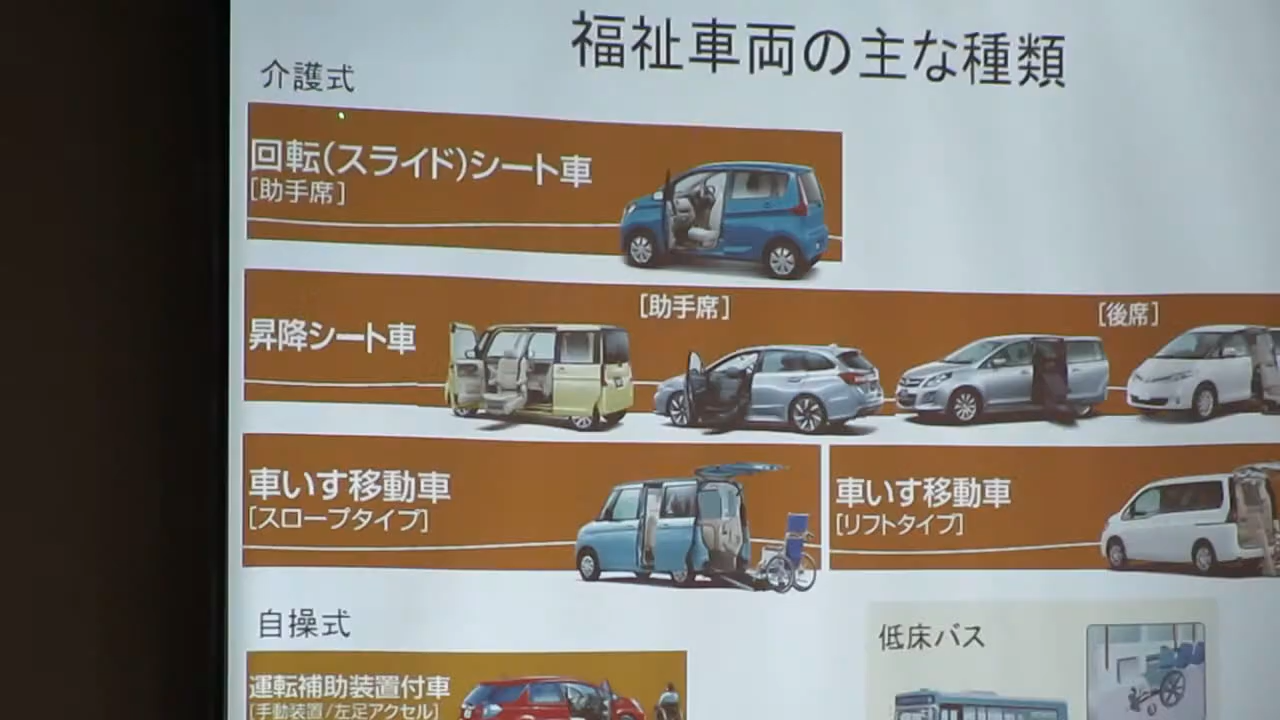 福祉車両の主な種類
介護式
回転(スライド)シート車
[助手席]
昇降シート車
[助手席]
[後席]
車いす移動車
[スロープタイプ]
車いす移動車
[リフトタイプ]
自操式
運転補助装置付車
[手動装置/左足アクセル]
低床バス